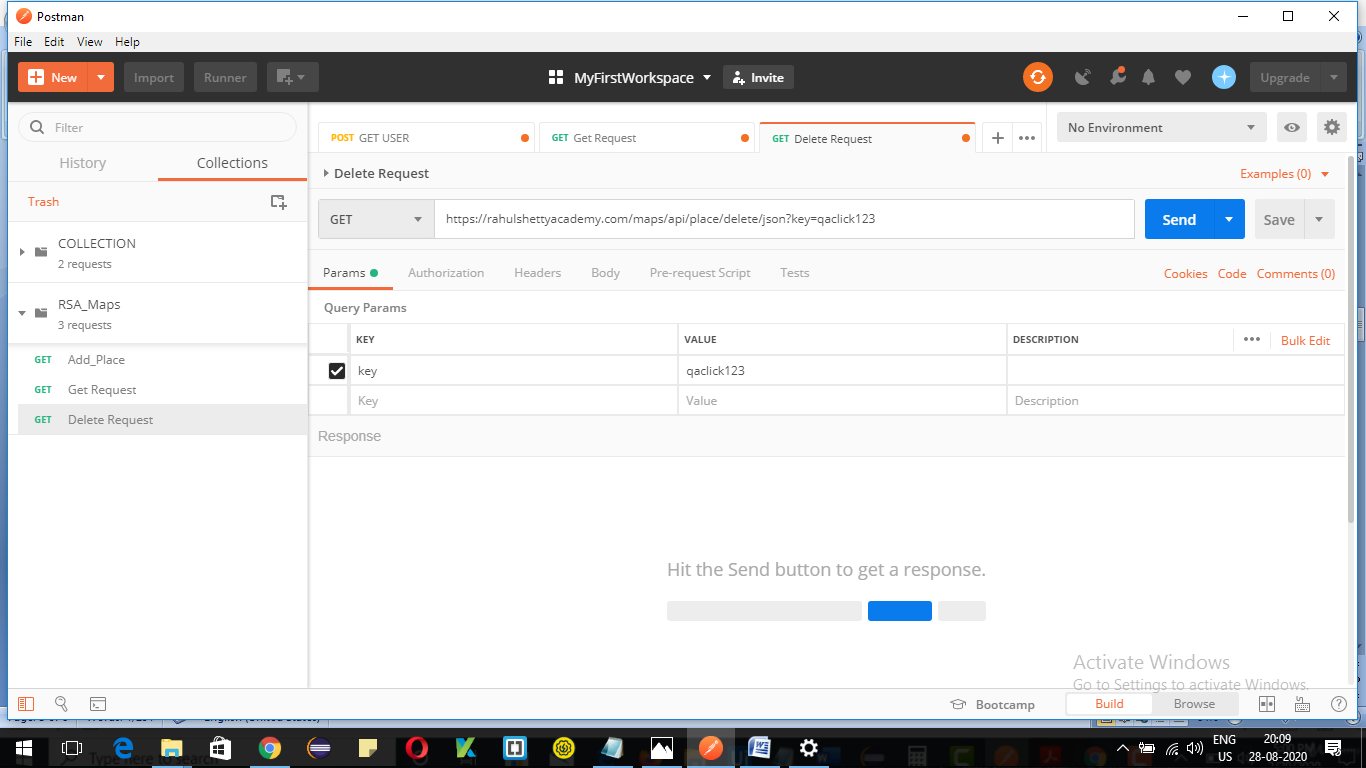 Postman
File Edit View Help
New Import Runner MyFirstWorkspace Invite Upgrade
Filter
History Collections
Trash
COLLECTION
2 requests
RSA_Maps
3 requests
GET Add_Place
GET Get Request
GET Delete Request
POST GET USER GET Get Request GET Delete Request No Environment
Delete Request Examples (0)
GET https://rahulshettyacademy.com/maps/api/place/delete/json?key=qaclick123 Send Save
Params Authorization Headers Body Pre-request Script Tests Cookies Code Comments (0)
Query Params
KEY VALUE DESCRIPTION Bulk Edit
key qaclick123
Key Value Description
Response
Hit the Send button to get a response.
Activate Windows
Go to Settings to activate Windows.
Bootcamp Build Browse
Type here to search
ENG 20:09
US 28-08-2020